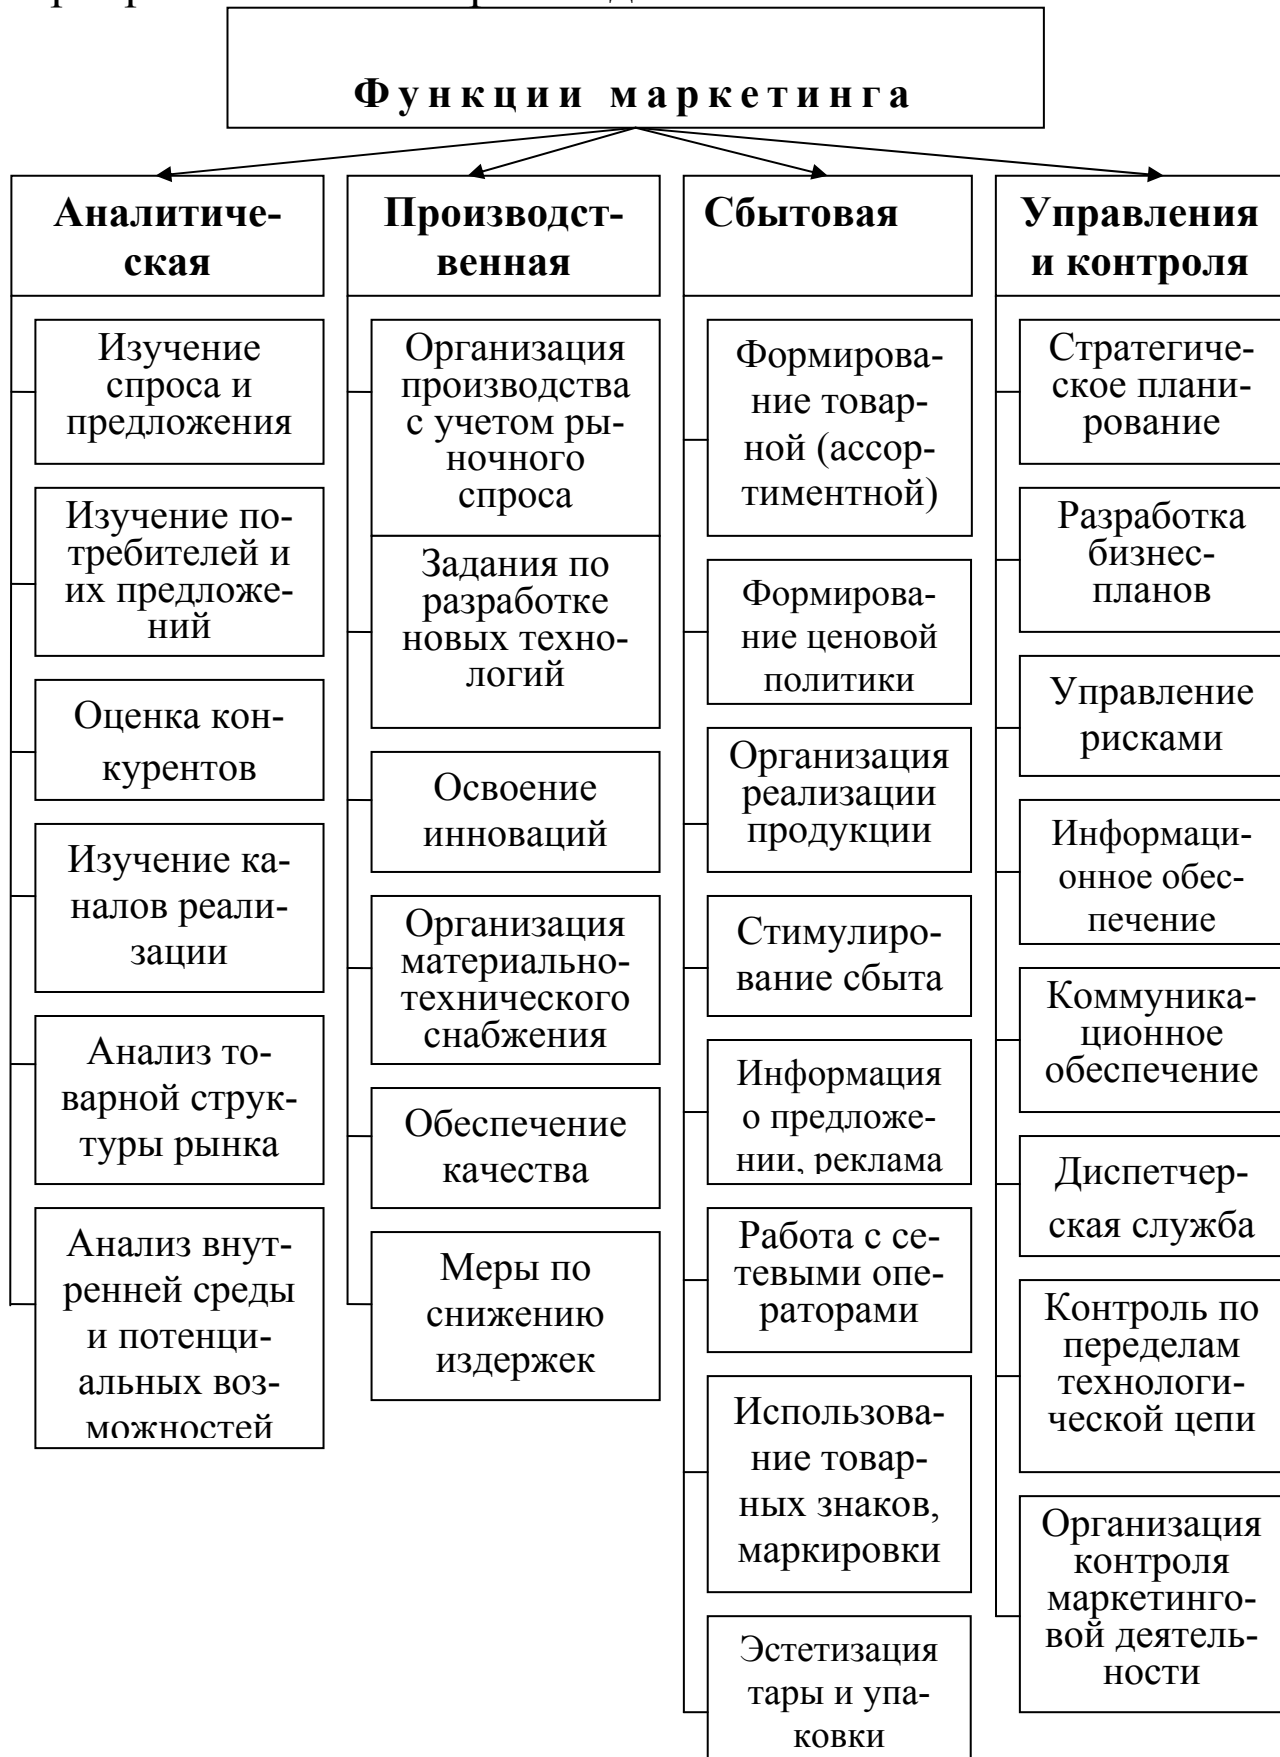 Функции маркетинга
Аналитиче-
ская
Изучение
спроса и
предложения
Изучение по-
требителей и
их предложе-
ний
Оценка кон-
курентов
Изучение ка-
налов реали-
зации
Анализ то-
варной струк-
туры рынка
Анализ внут-
ренней среды
и потенци-
альных воз-
можностей
Производст-
венная
Организация
производства
с учетом ры-
ночного
спроса
Задания по
разработке
новых техно-
логий
Освоение
инноваций
Организация
материально-
технического
снабжения
Обеспечение
качества
Меры по
снижению
издержек
Сбытовая
Формирова-
ние товар-
ной (ассор-
тиментной)
Формирова-
ние ценовой
политики
Организация
реализации
продукции
Стимулиро-
вание сбыта
Информация
о предложе-
нии, реклама
Работа с се-
тевыми опе-
раторами
Использова-
ние товар-
ных знаков,
маркировки
Эстетизация
тары и упа-
ковки
Управления
и контроля
Стратегиче-
ское плани-
рование
Разработка
бизнес-
планов
Управление
рисками
Информаци-
онное обес-
печение
Коммуника-
ционное
обеспечение
Диспетчер-
ская служба
Контроль по
переделам
технологи-
ческой цепи
Организация
контроля
маркетинго-
вой деятель-
ности